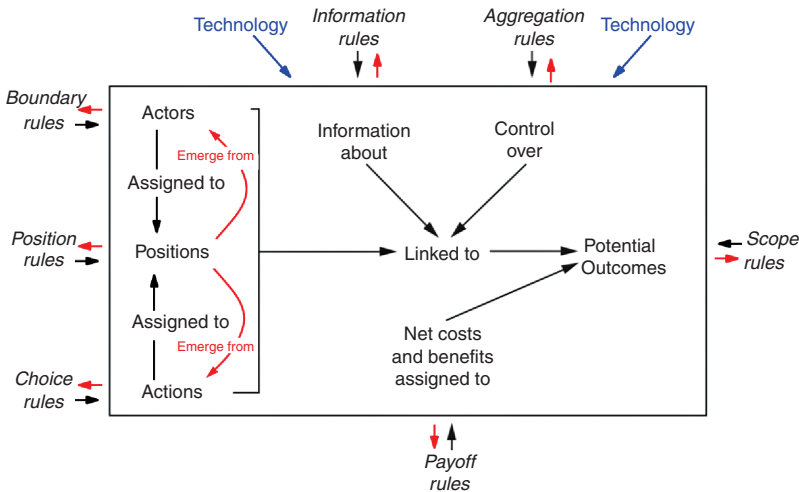 Technology
Information
rules
Aggregation
rules
Technology
Boundary
rules
Actors
Emerge from
Assigned to
Information
about
Control
over
Position
rules
Positions
Linked to
Potential
Outcomes
Scope
rules
Assigned to
Emerge from
Net costs
and benefits
assigned to
Choice
rules
Actions
Payoff
rules